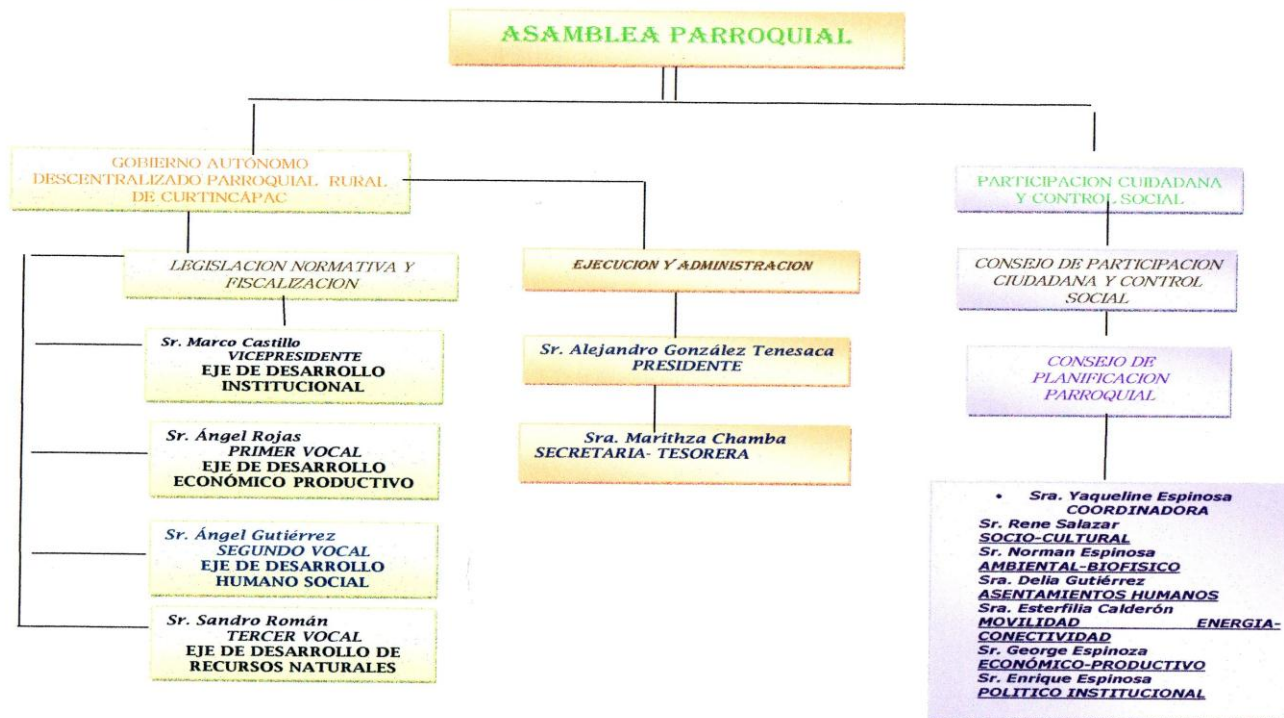 ASAMBLEA PARROQUIAL
GOBIERNO AUTÓNOMO
DESCENTRALIZADO PARROQUIAL RURAL
DE CURTINCÁPAC
LEGISLACION NORMATIVA Y
FISCALIZACION
Sr. Marco Castillo
VICEPRESIDENTE
EJE DE DESARROLLO
INSTITUCIONAL
Sr. Ángel Rojas
PRIMER VOCAL
EJE DE DESARROLLO
ECONÓMICO PRODUCTIVO
Sr. Ángel Gutiérrez
SEGUNDO VOCAL
EJE DE DESARROLLO
HUMANO SOCIAL
Sr. Sandro Román
TERCER VOCAL
EJE DE DESARROLLO DE
RECURSOS NATURALES
EJECUCION Y ADMINISTRACION
Sr. Alejandro González Tenesaca
PRESIDENTE
Sra. Marithza Chamba
SECRETARIA- TESORERA
PARTICIPACION CUIDADANA
Y CONTROL SOCIAL
CONSEJO DE PARTICIPACION
CIUDADANA Y CONTROL
SOCIAL
CONSEJO DE
PLANIFICACION
PARROQUIAL
• Sra. Yaqueline Espinosa
COORDINADORA
Sr. Rene Salazar
SOCIO-CULTURAL
Sr. Norman Espinosa
AMBIENTAL-BIOFISICO
Sra. Delia Gutiérrez
ASENTAMIENTOS HUMANOS
Sra. Esterfilia Calderón
MOVILIDAD ENERGIA-
CONECTIVIDAD
Sr. George Espinoza
ECONÓMICO-PRODUCTIVO
Sr. Enrique Espinosa
POLITICO INSTITUCIONAL